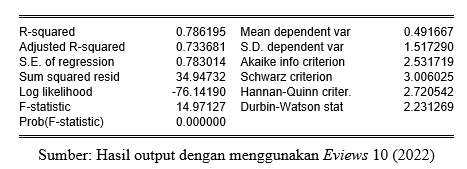 R-squared 0.786195 Mean dependent var 0.491667
Adjusted R-squared 0.733681 S.D. dependent var 1.517290
S.E. of regression 0.783014 Akaike info criterion 2.531719
Sum squared resid 34.94732 Schwarz criterion 3.006025
Log likelihood -76.14190 Hannan-Quinn criter. 2.720542
F-statistic 14.97127 Durbin-Watson stat 2.231269
Prob(F-statistic) 0.000000
Sumber: Hasil output dengan menggunakan Eviews 10 (2022)